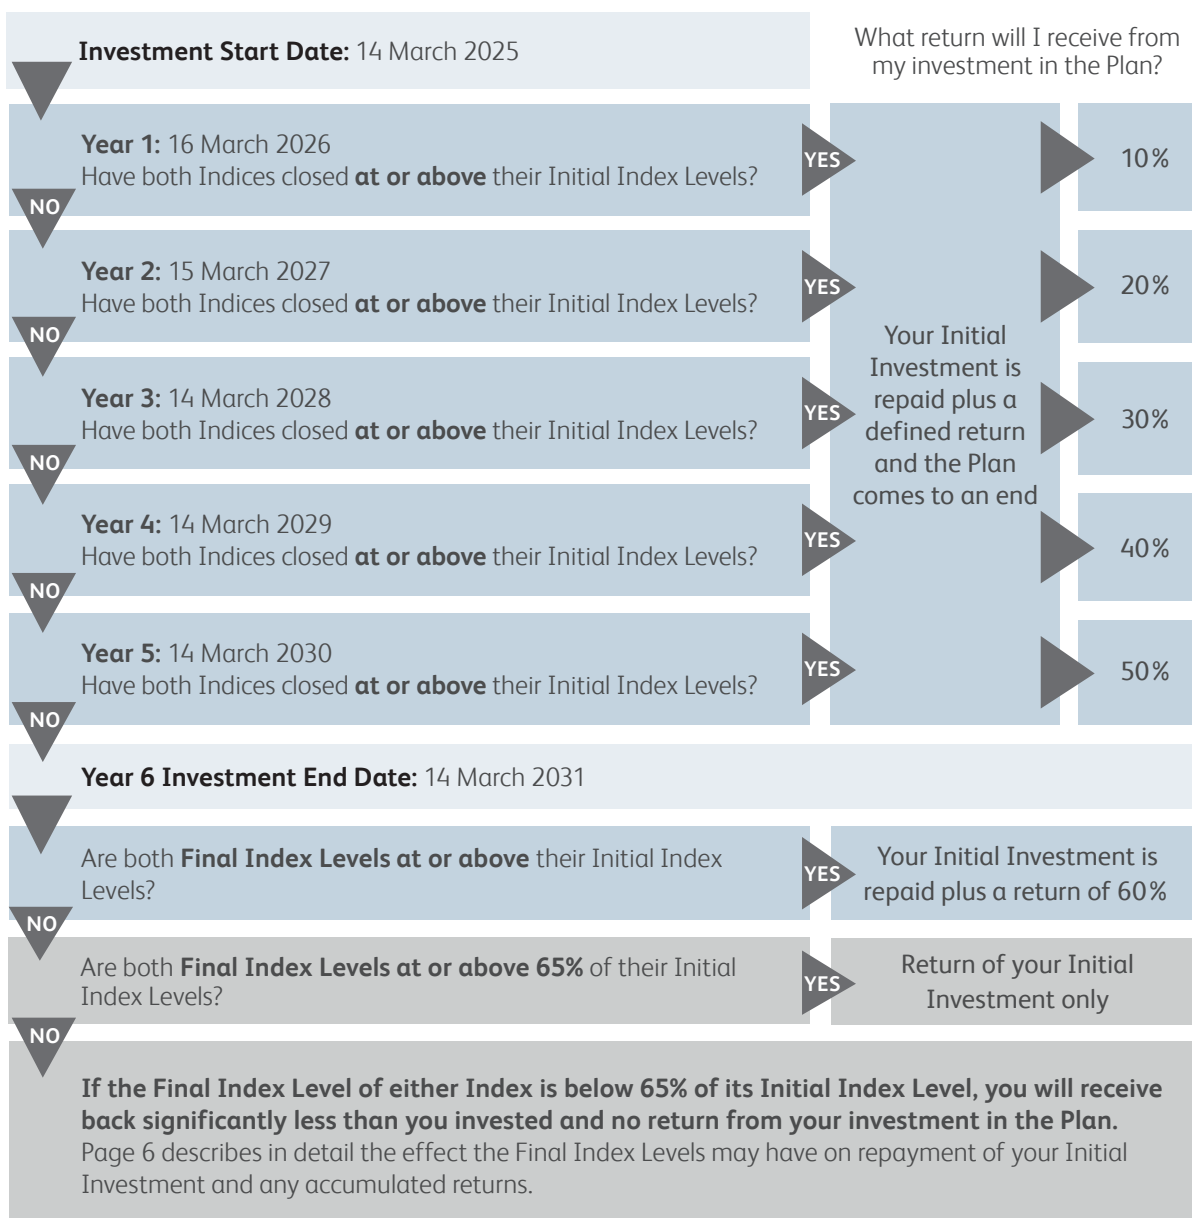 Investment Start Date: 14 March 2025
What return will I receive from
my investment in the Plan?
Year 1: 16 March 2026
Have both Indices closed at or above their Initial Index Levels?
YES
10%
NO
Year 2: 15 March 2027
Have both Indices closed at or above their Initial Index Levels?
YES
20%
NO
Year 3: 14 March 2028
Have both Indices closed at or above their Initial Index Levels?
YES
30%
NO
Year 4: 14 March 2029
Have both Indices closed at or above their Initial Index Levels?
YES
40%
NO
Year 5: 14 March 2030
Have both Indices closed at or above their Initial Index Levels?
YES
50%
NO
Your Initial
Investment is
repaid plus a
defined return
and the Plan
comes to an end
Year 6 Investment End Date: 14 March 2031
Are both Final Index Levels at or above their Initial Index
Levels?
YES
Your Initial Investment is
repaid plus a return of 60%
NO
Are both Final Index Levels at or above 65% of their Initial
Index Levels?
YES
Return of your Initial
Investment only
NO
If the Final Index Level of either Index is below 65% of its Initial Index Level, you will receive
back significantly less than you invested and no return from your investment in the Plan.
Page 6 describes in detail the effect the Final Index Levels may have on repayment of your Initial
Investment and any accumulated returns.